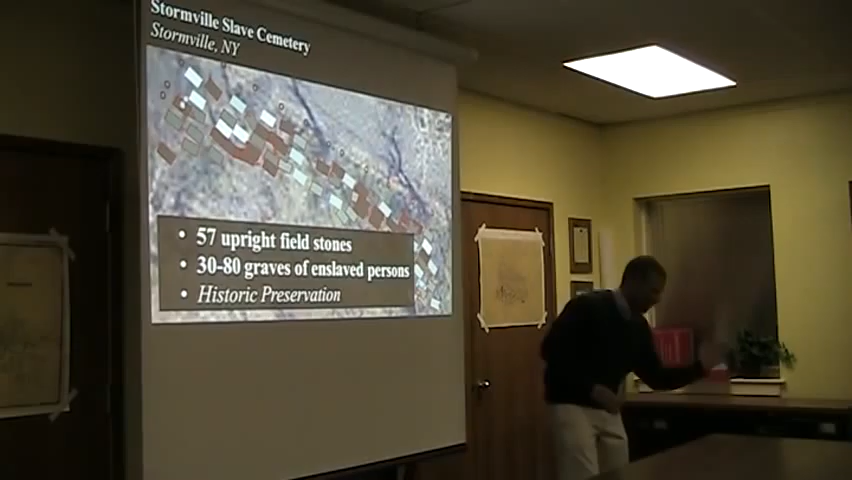 Stormville Slave Cemetery
Stormville, NY
• 57 upright field stones
• 30-80 graves of enslaved persons
• Historic Preservation